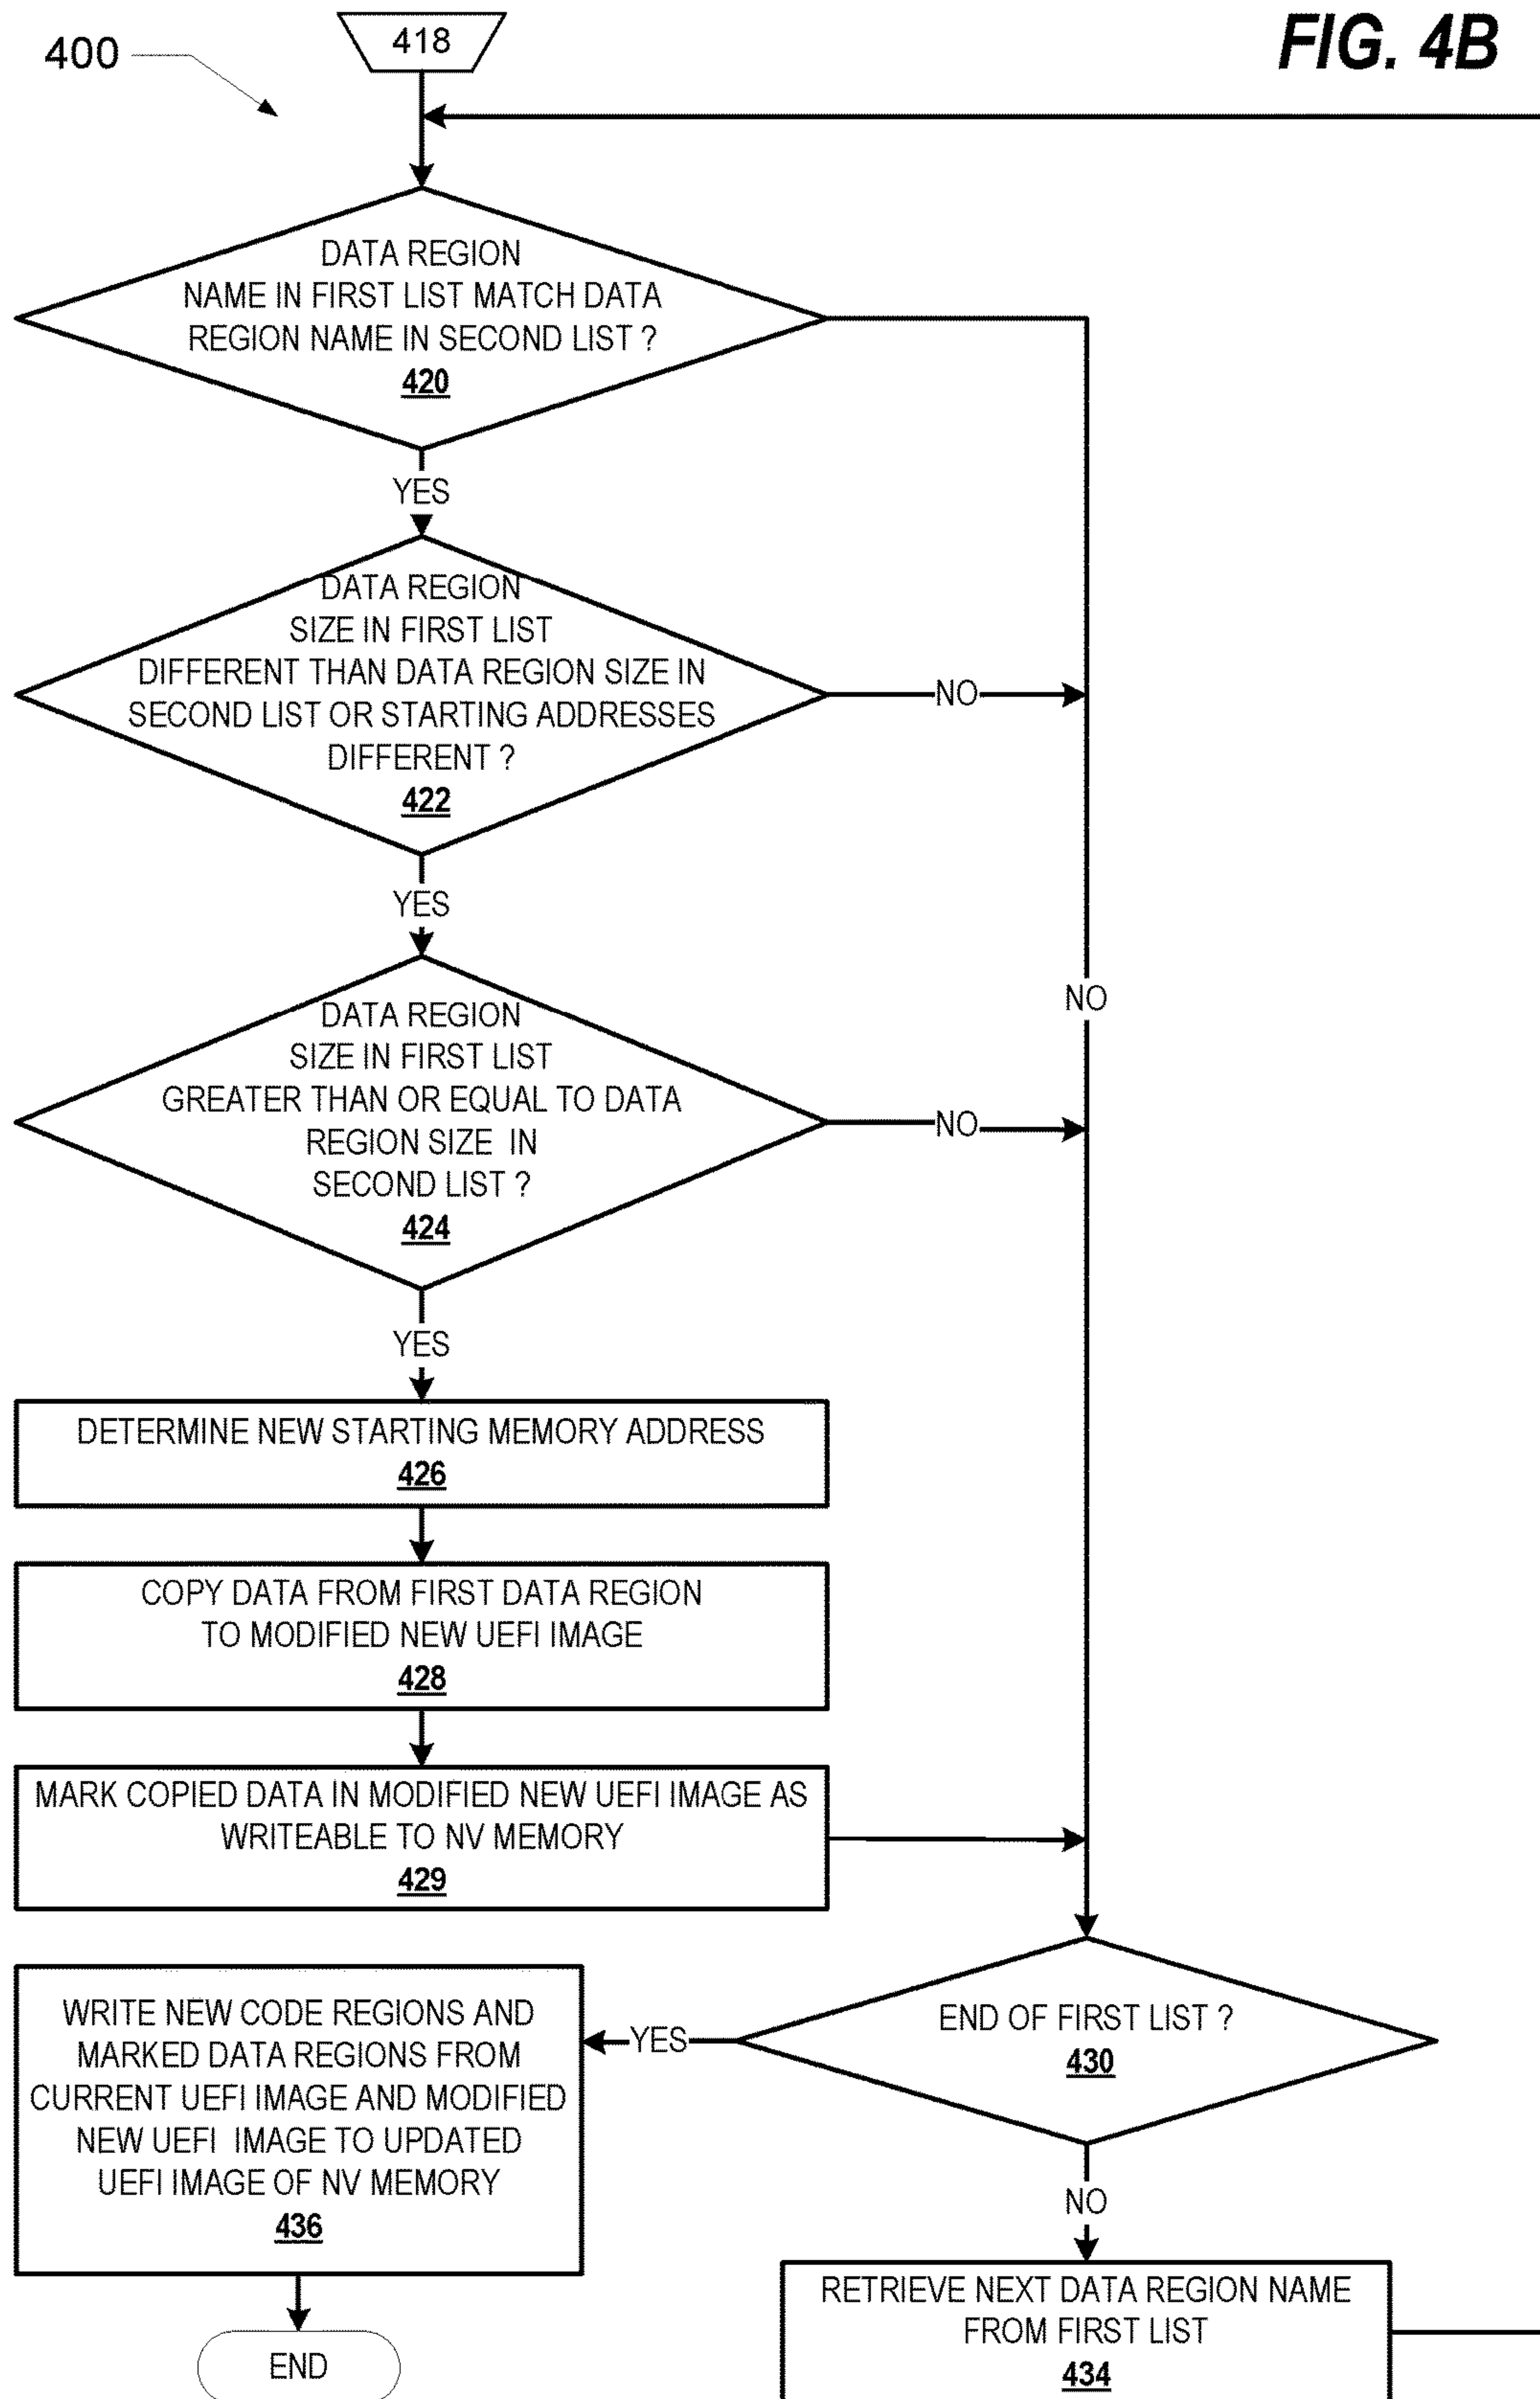 400
418
FIG. 4B
DATA REGION
NAME IN FIRST LIST MATCH DATA
REGION NAME IN SECOND LIST ?
420
YES
DATA REGION
SIZE IN FIRST LIST
DIFFERENT THAN DATA REGION SIZE IN
SECOND LIST OR STARTING ADDRESSES
DIFFERENT ?
422
NO
YES
NO
DATA REGION
SIZE IN FIRST LIST
GREATER THAN OR EQUAL TO DATA
REGION SIZE IN
SECOND LIST ?
424
NO
YES
DETERMINE NEW STARTING MEMORY ADDRESS
426
COPY DATA FROM FIRST DATA REGION
TO MODIFIED NEW UEFI IMAGE
428
MARK COPIED DATA IN MODIFIED NEW UEFI IMAGE AS
WRITEABLE TO NV MEMORY
429
END OF FIRST LIST ?
430
YES
WRITE NEW CODE REGIONS AND
MARKED DATA REGIONS FROM
CURRENT UEFI IMAGE AND MODIFIED
NEW UEFI IMAGE TO UPDATED
UEFI IMAGE OF NV MEMORY
436
NO
RETRIEVE NEXT DATA REGION NAME
FROM FIRST LIST
434
END